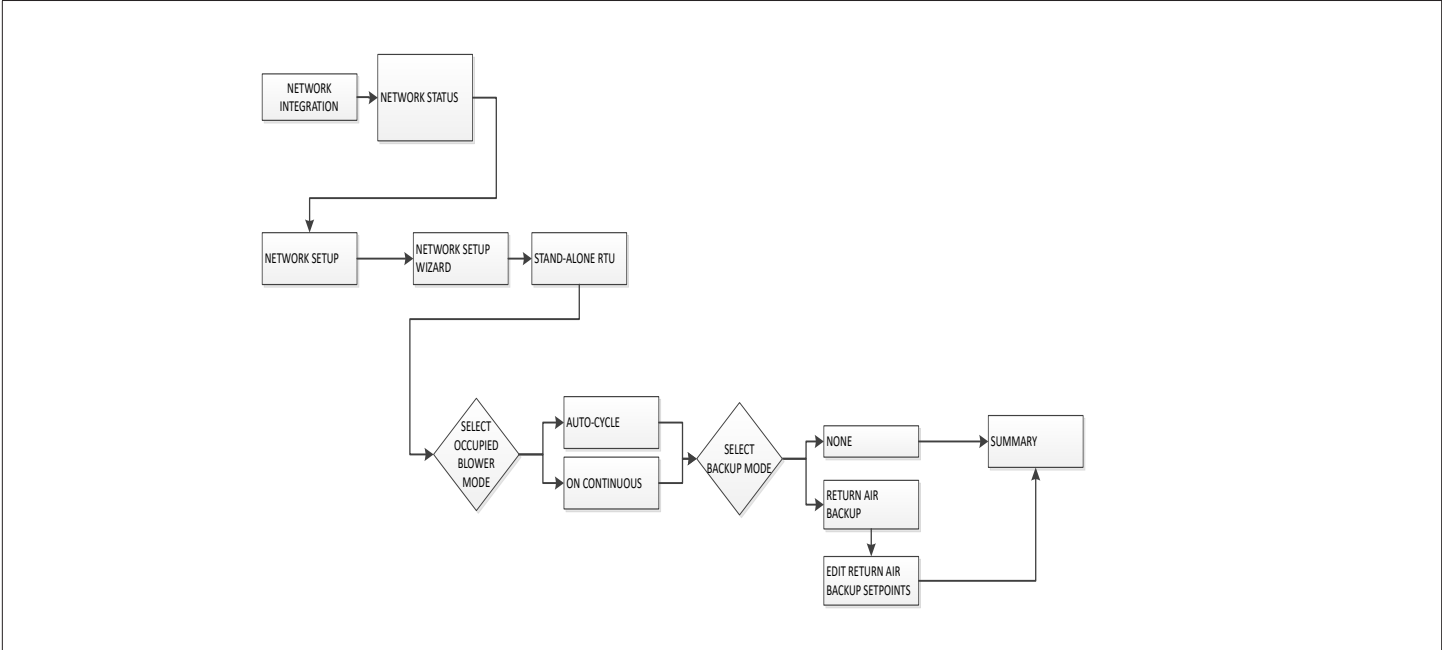 NETWORK
INTEGRATION
NETWORK STATUS
NETWORK SETUP
NETWORK SETUP
WIZARD
STAND-ALONE RTU
SELECT
OCCUPIED
BLOWER
MODE
AUTO-CYCLE
ON CONTINUOUS
SELECT
BACKUP MODE
NONE
RETURN AIR
BACKUP
EDIT RETURN AIR
BACKUP SETPOINTS
SUMMARY